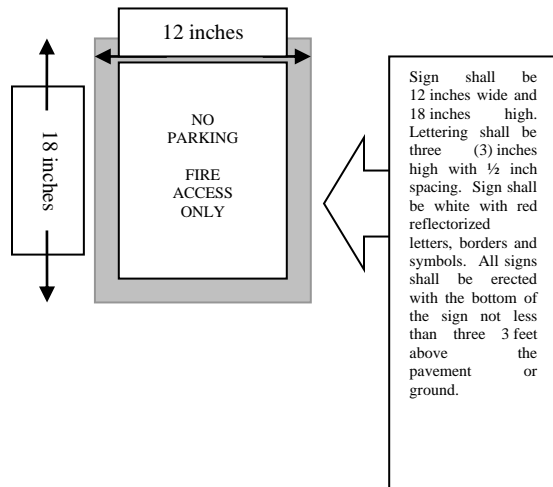 12 inches
18 inches
NO
PARKING
FIRE
ACCESS
ONLY
Sign shall be
12 inches wide and
18 inches high.
Lettering shall be
three (3) inches
high with ½ inch
spacing. Sign shall
be white with red
reflectorized
letters, borders and
symbols. All signs
shall be erected
with the bottom of
the sign not less
than three 3 feet
above the
pavement or
ground.